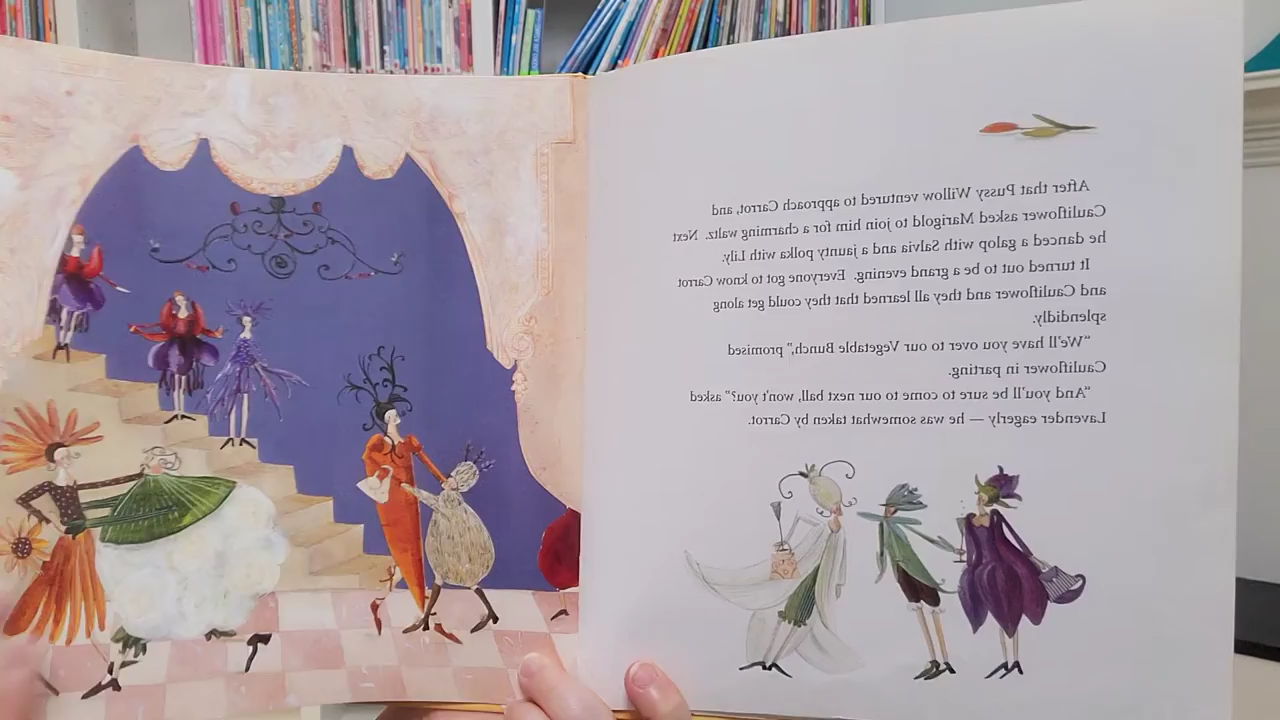 After that Pussy Willow ventured to approach Carrot, and
Cauliflower asked Marigold to join him for a charming waltz.  Next
he danced a galop with Salvia and a jaunty polka with Lily.
It turned out to be a grand evening.  Everyone got to know Carrot
and Cauliflower and they all learned that they could get along
splendidly.
“We’ll have you over to our Vegetable Bunch,” promised
Cauliflower in parting.
“And you’ll be sure to come to our next ball, won’t you?” asked
Lavender eagerly — he was somewhat taken by Carrot.